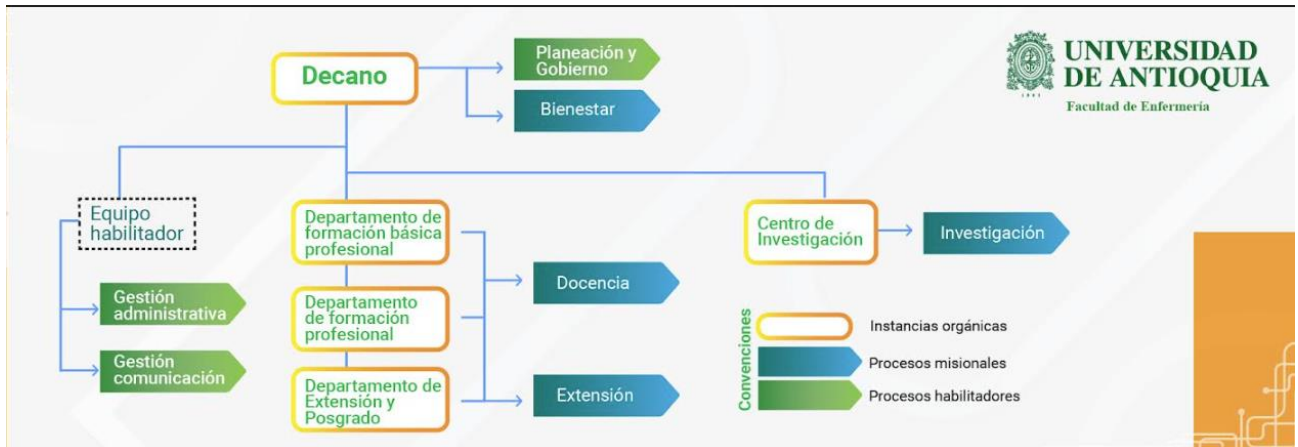 Decano
Planeación y
Gobierno
Bienestar
UNIVERSIDAD
DE ANTIOQUIA
Facultad de Enfermería
Equipo
habilitador
Gestión
administrativa
Gestión
comunicación
Departamento de
formación básica
profesional
Departamento
de formación
profesional
Departamento de
Extensión y
Posgrado
Docencia
Extensión
Centro de
Investigación
Investigación
Convenciones
Instancias orgánicas
Procesos misionales
Procesos habilitadores